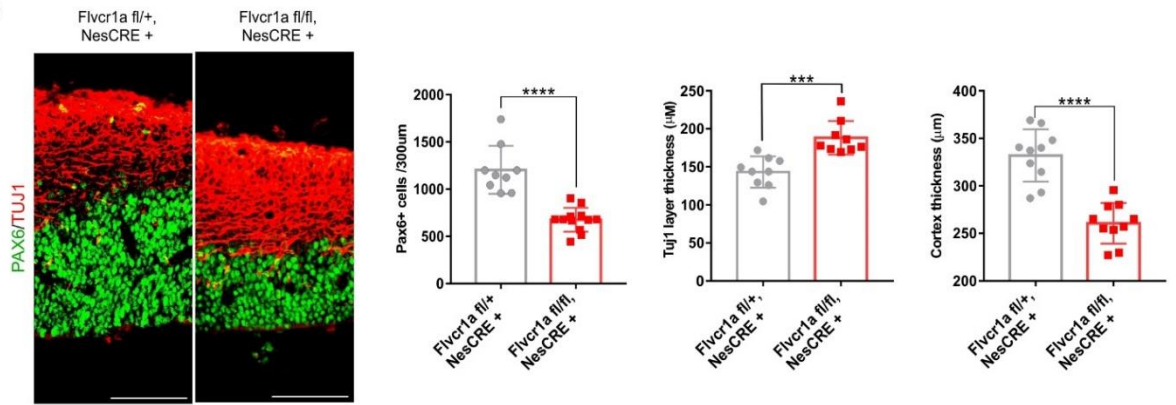 Flvcr1a fl/+,
NesCRE +
Flvcr1a fl/fl,
NesCRE +
PAX6/TUJ1
Pax6+ cells /300um
2000
1500
1000
500
0
****
Flvcr1a fl/+
NesCRE +
Flvcr1a fl/fl,
NesCRE +
Tuj1 layer thickness (µM)
250
200
150
100
50
0
***
Flvcr1a fl/+,
NesCRE +
Flvcr1a fl/fl,
NesCRE +
Cortex thickness (µm)
400
350
300
250
200
****
Flvcr1a fl/+,
NesCRE +
Flvcr1a fl/fl,
NesCRE +